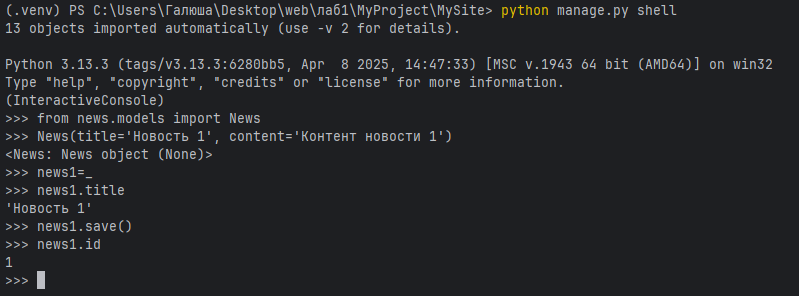 (.venv) PS C:\Users\Галюша\Desktop\web\лаб1\MyProject\MySite> python manage.py shell
13 objects imported automatically (use -v 2 for details).
Python 3.13.3 (tags/v3.13.3:6280bb5, Apr  8 2025, 14:47:33) [MSC v.1943 64 bit (AMD64)] on win32
Type "help", "copyright", "credits" or "license" for more information.
(InteractiveConsole)
>>> from news.models import News
>>> News(title='Новость 1', content='Контент новости 1')
<News: News object (None)>
>>> news1=_
>>> news1.title
'Новость 1'
>>> news1.save()
>>> news1.id
1
>>>